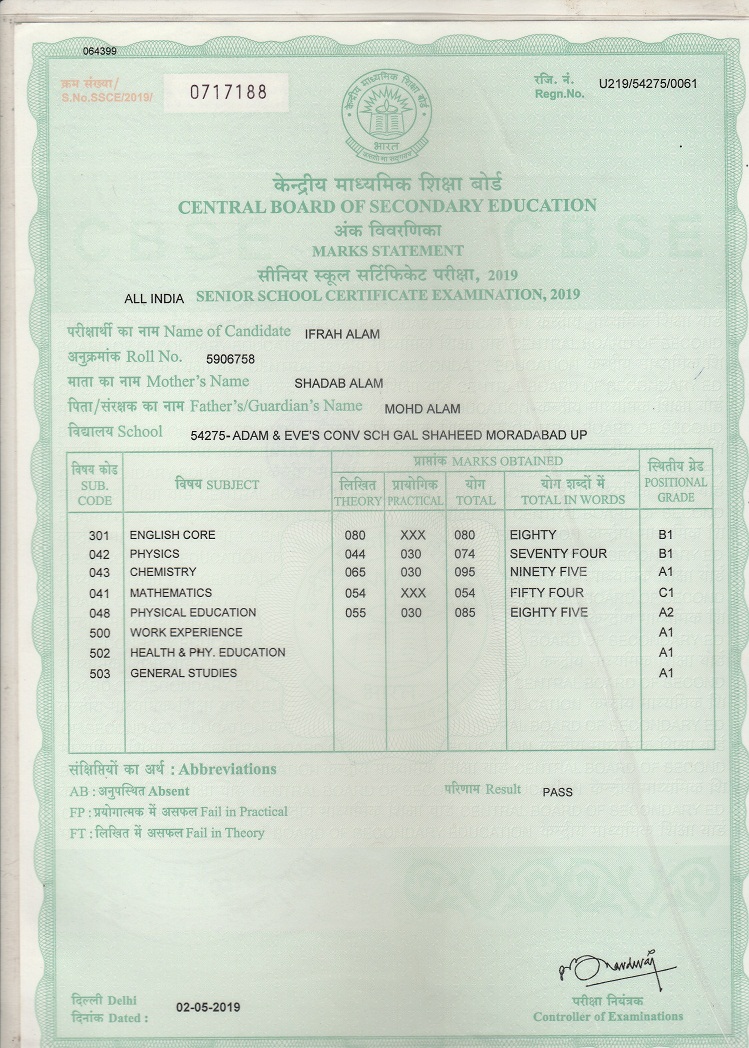 064399
क्रम संख्या/
S.No.SSCE/2019/ 0717188
रजि. नं.
Regn.No. U219/54275/0061
केन्द्रीय माध्यमिक शिक्षा बोर्ड
भारत
केन्द्रीय माध्यमिक शिक्षा बोर्ड
CENTRAL BOARD OF SECONDARY EDUCATION
अंक विवरणिका
MARKS STATEMENT
सीनियर स्कूल सर्टिफिकेट परीक्षा, 2019
ALL INDIA SENIOR SCHOOL CERTIFICATE EXAMINATION, 2019
परीक्षार्थी का नाम Name of Candidate IFRAH ALAM
अनुक्रमांक Roll No. 5906758
माता का नाम Mother's Name SHADAB ALAM
पिता/संरक्षक का नाम Father's/Guardian's Name MOHD ALAM
विद्यालय School 54275- ADAM & EVE'S CONV SCH GAL SHAHEED MORADABAD UP
विषय कोड SUB. CODE
विषय SUBJECT
प्राप्तांक MARKS OBTAINED
लिखित THEORY
प्रायोगिक PRACTICAL
योग TOTAL
योग शब्दों में TOTAL IN WORDS
स्थितीय ग्रेड POSITIONAL GRADE
301 ENGLISH CORE 080 XXX 080 EIGHTY B1
042 PHYSICS 044 030 074 SEVENTY FOUR B1
043 CHEMISTRY 065 030 095 NINETY FIVE A1
041 MATHEMATICS 054 XXX 054 FIFTY FOUR C1
048 PHYSICAL EDUCATION 055 030 085 EIGHTY FIVE A2
500 WORK EXPERIENCE A1
502 HEALTH & PHY. EDUCATION A1
503 GENERAL STUDIES A1
संक्षिप्तियों का अर्थ : Abbreviations
AB : अनुपस्थित Absent
परिणाम Result PASS
FP : प्रयोगात्मक में असफल Fail in Practical
FT : लिखित में असफल Fail in Theory
दिल्ली Delhi
दिनांक Dated : 02-05-2019
परीक्षा नियंत्रक
Controller of Examinations